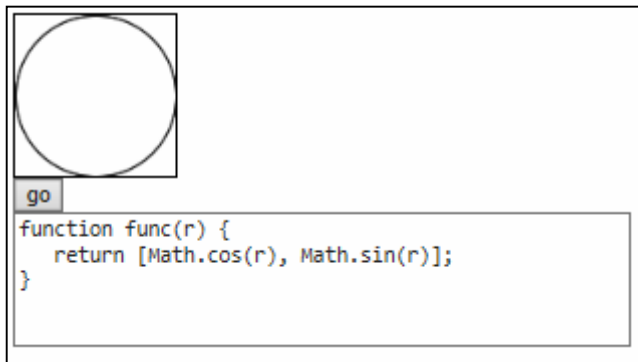 go
function func(r) {
   return [Math.cos(r), Math.sin(r)];
}